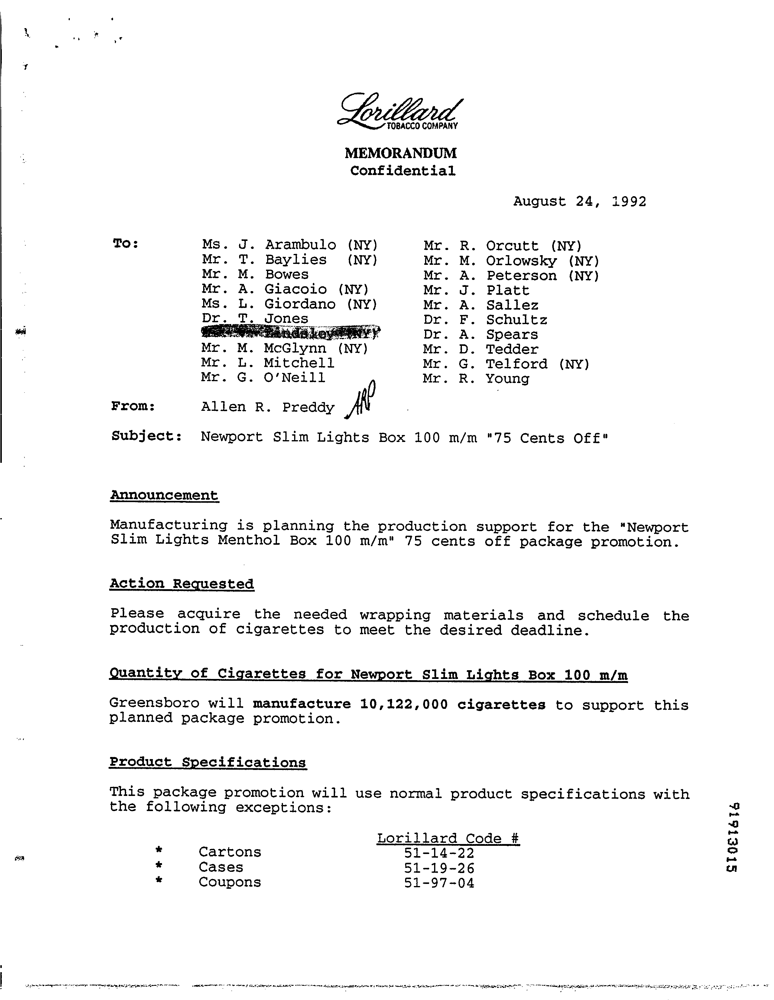 Lorillard
TOBACCO COMPANY
MEMORANDUM
Confidential
August 24, 1992
To: Ms. J. Arambulo (NY) Mr. R. Orcutt (NY)
Mr. T. Baylies (NY) Mr. M. Orlowsky (NY)
Mr. M. Bowes Mr. A. Peterson (NY)
Mr. A. Giacoio (NY) Mr. J. Platt
Ms. L. Giordano (NY) Mr. A. Sallez
Dr. T. Jones Dr. F. Schultz
Dr. A. Spears
Mr. M. McGlynn (NY) Mr. D. Tedder
Mr. L. Mitchell Mr. G. Telford (NY)
Mr. G. O'Neill Mr. R. Young
From: Allen R. Preddy ARP
Subject: Newport Slim Lights Box 100 m/m "75 Cents Off"
Announcement
Manufacturing is planning the production support for the "Newport
Slim Lights Menthol Box 100 m/m" 75 cents off package promotion.
Action Requested
Please acquire the needed wrapping materials and schedule the
production of cigarettes to meet the desired deadline.
Quantity of Cigarettes for Newport Slim Lights Box 100 m/m
Greensboro will manufacture 10,122,000 cigarettes to support this
planned package promotion.
Product Specifications
This package promotion will use normal product specifications with
the following exceptions:
Lorillard Code #
* Cartons 51-14-22
* Cases 51-19-26
* Coupons 51-97-04
91913015